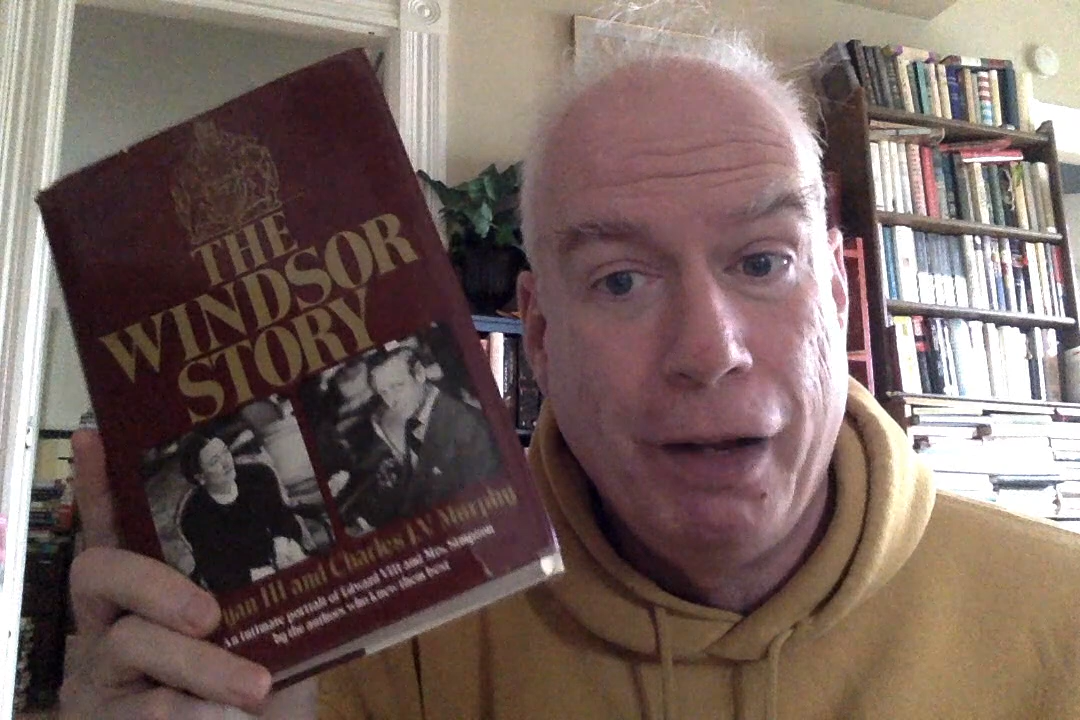 THE
WINDSOR
STORY
III and Charles J.V. Murphy
An intimate portrait of Edward VIII and Mrs. Simpson
by the authors who knew them best